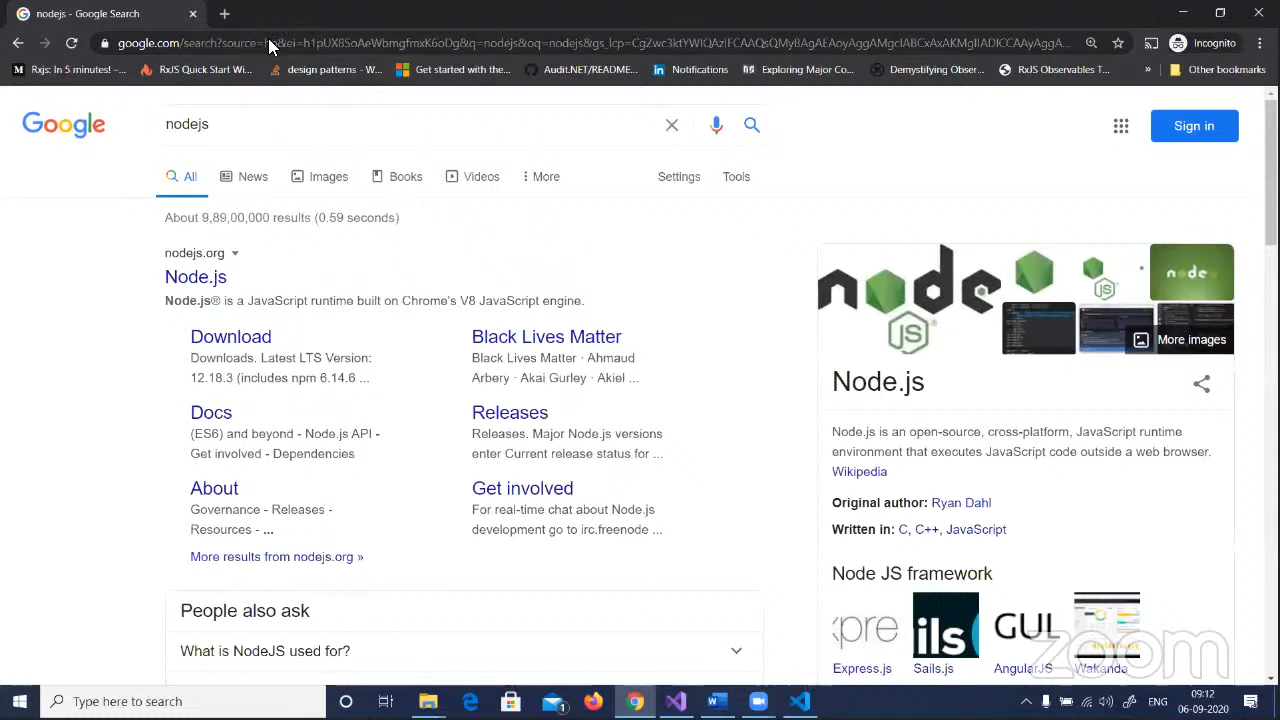 nodejs - Google Search
google.com/search?source=
Incognito
Rxjs: In 5 minutes! –...
RxJS Quick Start Wi...
design patterns - W...
Get started with the...
Audit.NET/README....
Notifications
Exploring Major Co...
Demystifying Obser...
RxJS Test Strategies
Other bookmarks
Google
nodejs
Sign in
All
News
Images
Books
Videos
More
Settings
Tools
About 9,89,00,000 results (0.59 seconds)
nodejs.org
Node.js
Node.js® is a JavaScript runtime built on Chrome's V8 JavaScript engine.
Download
Downloads. Latest LTS Version:
12.18.3 (includes npm 6.14.6 ...
Black Lives Matter
Black Lives Matter · Ahmaud
Arbery · Akai Gurley · Akiel ...
Docs
(ES6) and beyond - Node.js API -
Get involved - Dependencies
Releases
Releases. Major Node.js versions
enter Current release status for ...
About
Governance - Releases -
Resources - ...
Get involved
For real-time chat about Node.js
development go to irc.freenode ...
More results from nodejs.org »
People also ask
What is NodeJS used for?
node
JS
More images
Node.js
Node.js is an open-source, cross-platform, JavaScript runtime
environment that executes JavaScript code outside a web browser.
Wikipedia
Original author: Ryan Dahl
Written in: C, C++, JavaScript
Node JS framework
Express.js
Sails.js
AngularJS
Wakanda
zoom
Type here to search
ENG
09:12
06-09-2020